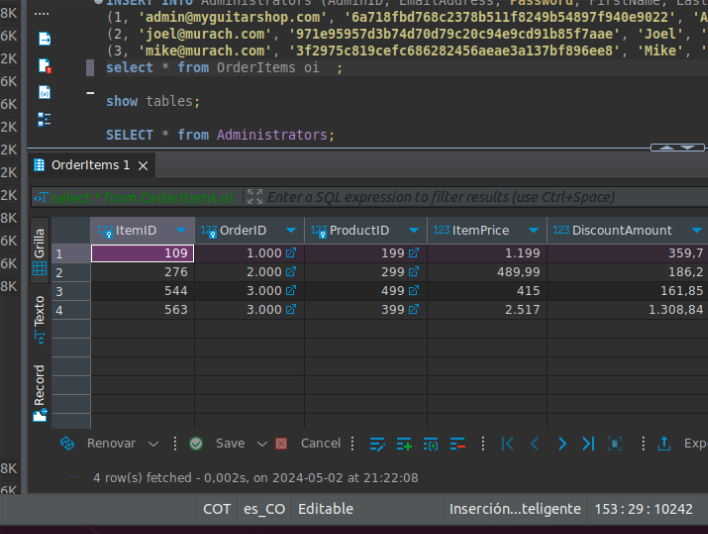 INSERT INTO Administrators (AdminID, EmailAddress, Password, FirstName, Last
(1, 'admin@myguitarshop.com', '6a718fbd768c2378b511f8249b54897f940e9022', 'A
(2, 'joel@murach.com', '971e95957d3b74d70d79c20c94e9cd91b85f7aae', 'Joel', '
(3, 'mike@murach.com', '3f2975c819cefc686282456aeae3a137bf896ee8', 'Mike', '
select * from OrderItems oi ;
show tables;
SELECT * from Administrators;
8K
6K
2K
6K
6K
2K
2K
2K
2K
8K
6K
6K
8K
8K
6K
OrderItems 1
select * from OrderItems oi
Enter a SQL expression to filter results (use Ctrl+Space)
Grilla
Texto
Record
123 ItemID 123 OrderID 123 ProductID 123 ItemPrice 123 DiscountAmount
1 109 1.000 199 1.199 359,7
2 276 2.000 299 489,99 186,2
3 544 3.000 499 415 161,85
4 563 3.000 399 2.517 1.308,84
Renovar Save Cancel Exp
4 row(s) fetched - 0,002s, on 2024-05-02 at 21:22:08
COT es_CO Editable Inserción...teligente 153 : 29 : 10242